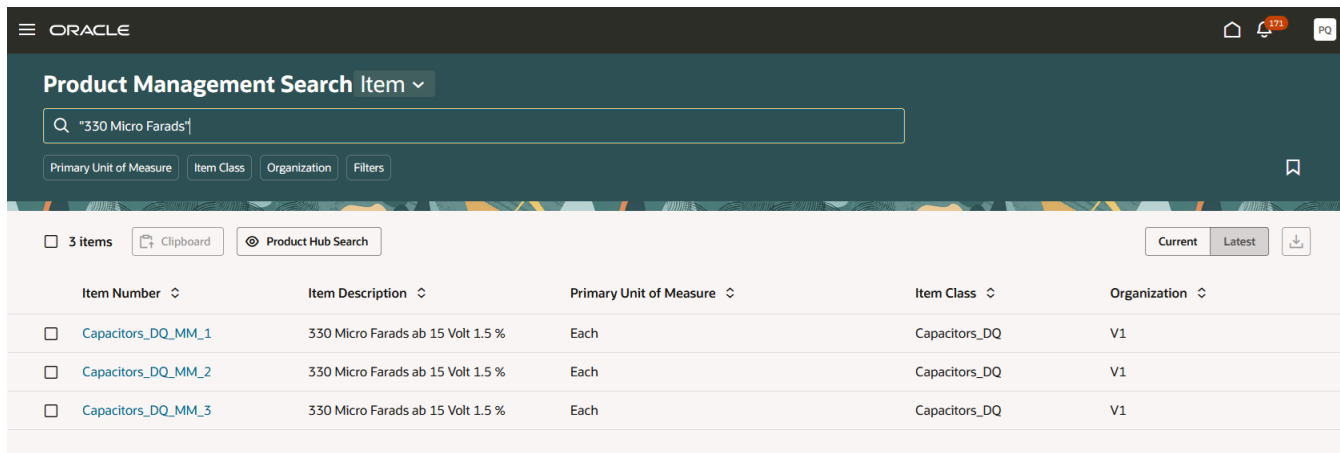 ORACLE
171
PQ
Product Management Search Item
"330 Micro Farads"
Primary Unit of Measure Item Class Organization Filters
3 items Clipboard Product Hub Search Current Latest
Item Number Item Description Primary Unit of Measure Item Class Organization
Capacitors_DQ_MM_1 330 Micro Farads ab 15 Volt 1.5 % Each Capacitors_DQ V1
Capacitors_DQ_MM_2 330 Micro Farads ab 15 Volt 1.5 % Each Capacitors_DQ V1
Capacitors_DQ_MM_3 330 Micro Farads ab 15 Volt 1.5 % Each Capacitors_DQ V1